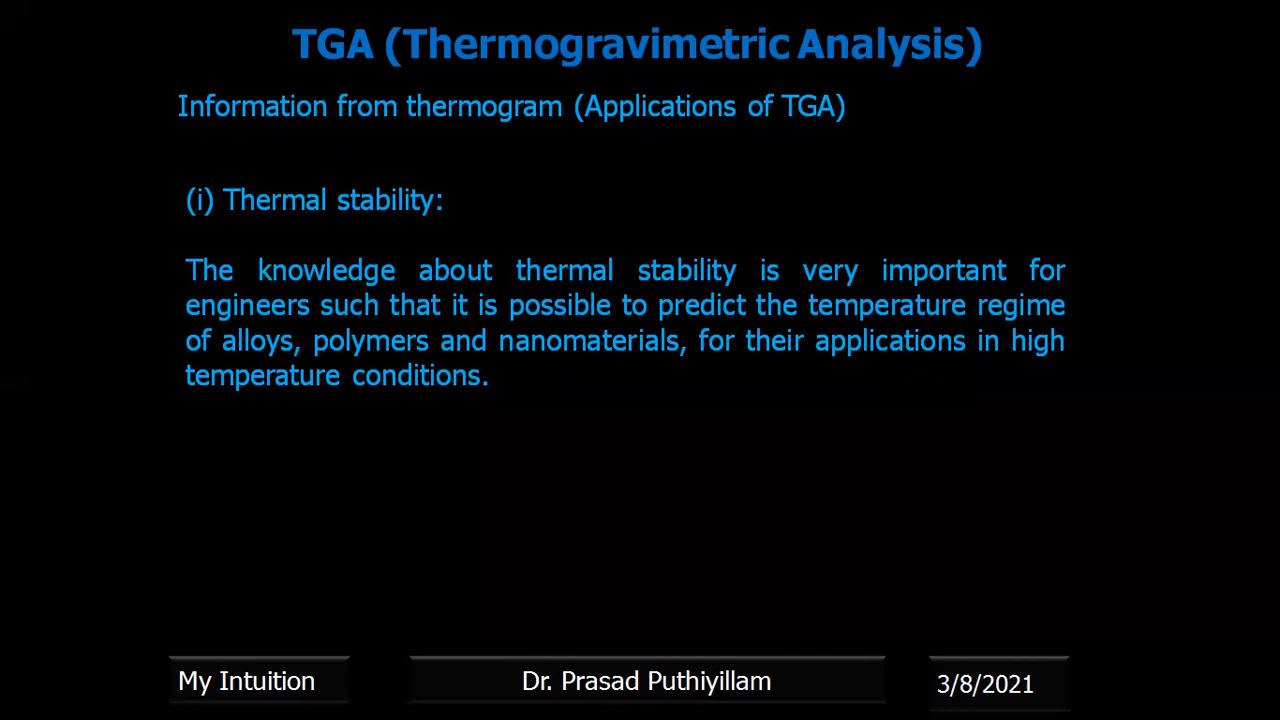 TGA (Thermogravimetric Analysis)
Information from thermogram (Applications of TGA)
(i) Thermal stability:
The knowledge about thermal stability is very important for
engineers such that it is possible to predict the temperature regime
of alloys, polymers and nanomaterials, for their applications in high
temperature conditions.
My Intuition
Dr. Prasad Puthiyillam
3/8/2021